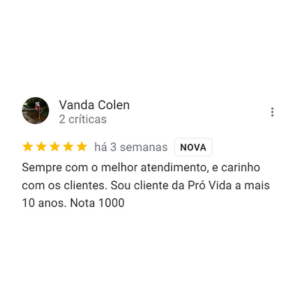 Vanda Colen
2 críticas
há 3 semanas NOVA
Sempre com o melhor atendimento, e carinho
com os clientes. Sou cliente da Pró Vida a mais
10 anos. Nota 1000